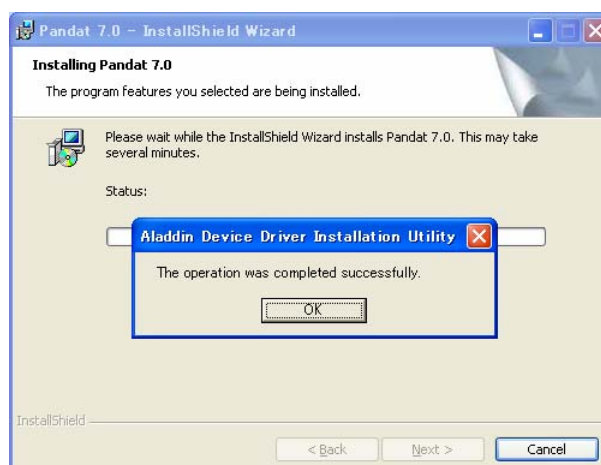 Pandat 7.0 - InstallShield Wizard
Installing Pandat 7.0
The program features you selected are being installed.
Please wait while the InstallShield Wizard installs Pandat 7.0. This may take
several minutes.
Status:
Aladdin Device Driver Installation Utility
The operation was completed successfully.
OK
InstallShield
< Back
Next >
Cancel